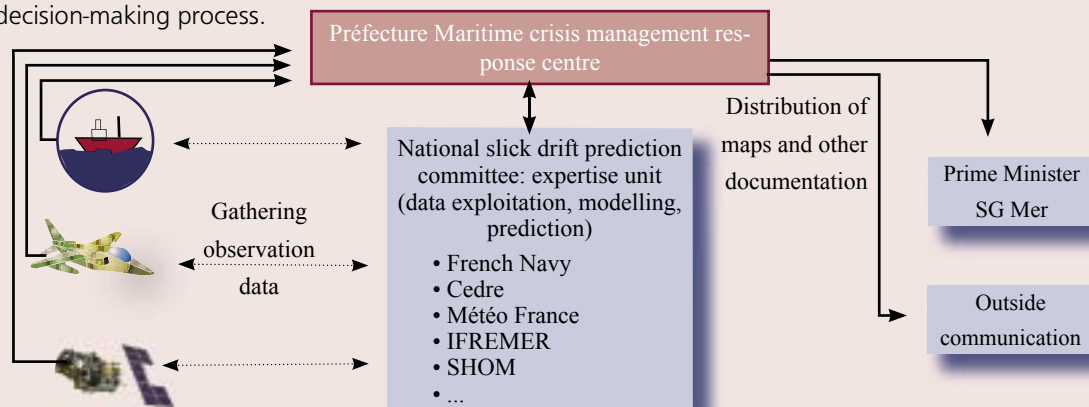 decision-making process.
Préfecture Maritime crisis management res-
ponse centre
Gathering
observation
data
National slick drift prediction
committee: expertise unit
(data exploitation, modelling,
prediction)
• French Navy
• Cedre
• Météo France
• IFREMER
• SHOM
• ...
Distribution of
maps and other
documentation
Prime Minister
SG Mer
Outside
communication